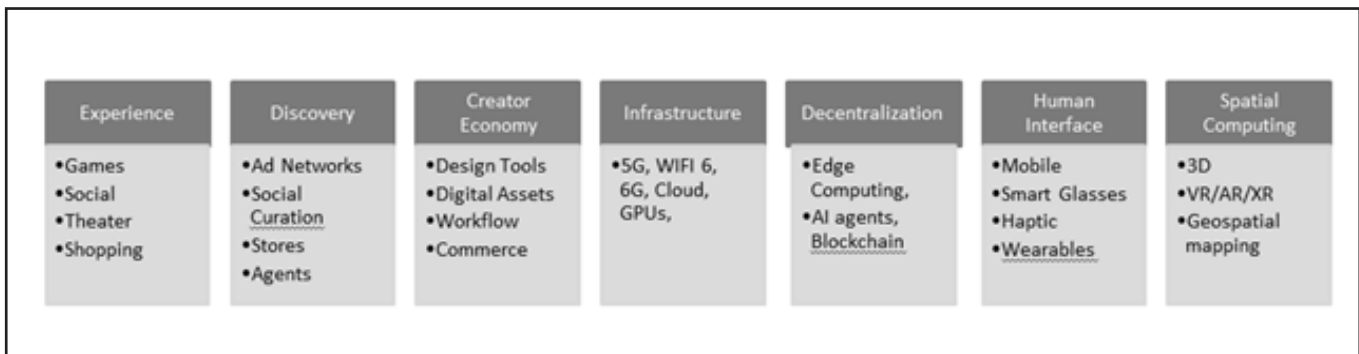 Experience
•Games
•Social
•Theater
•Shopping
Discovery
•Ad Networks
•Social
Curation
•Stores
•Agents
Creator
Economy
•Design Tools
•Digital Assets
•Workflow
•Commerce
Infrastructure
•5G, WIFI 6,
6G, Cloud,
GPUs,
Decentralization
•Edge
Computing,
•AI agents,
Blockchain
Human
Interface
•Mobile
•Smart Glasses
•Haptic
•Wearables
Spatial
Computing
•3D
•VR/AR/XR
•Geospatial
mapping